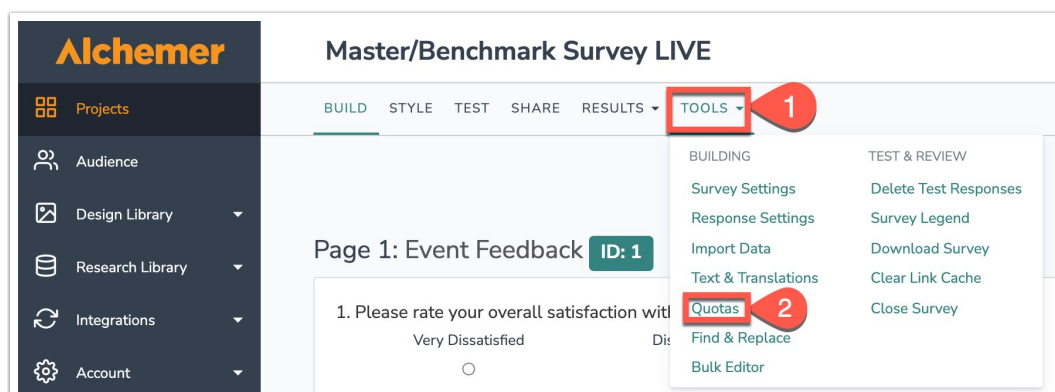 Alchemer
Master/Benchmark Survey LIVE
Projects
BUILD STYLE TEST SHARE RESULTS TOOLS 1
Audience
BUILDING
TEST & REVIEW
Survey Settings
Delete Test Responses
Design Library
Response Settings
Survey Legend
Page 1: Event Feedback ID: 1
Import Data
Download Survey
Research Library
Text & Translations
Clear Link Cache
1. Please rate your overall satisfaction wit
Quotas 2
Close Survey
Integrations
Very Dissatisfied
Dis
Find & Replace
Account
Bulk Editor